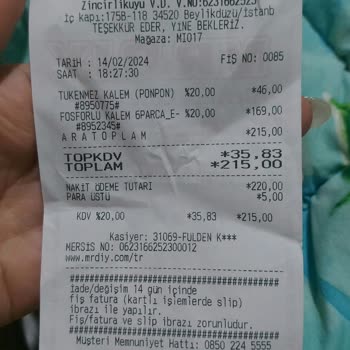 Zincirlikuyu V.D. V.NO:6231662523
İç kapı:1758-118 34520 Beylikdüzü/İstanb
TEŞEKKÜR EDER, YİNE BEKLERİZ.
Mağaza: MI017
TARİH : 14/02/2024 FİŞ NO: 0085
SAAT : 18:27:30
TÜKENMEZ KALEM (PONPON) %20,00 *46,00
#8950775#
FOSFORLU KALEM 6PARCA_E- %20,00 *169,00
#8952345#
A R A T O P L A M *215,00
TOPKDV *35,83
TOPLAM *215,00
NAKİT ÖDEME TUTARI *220,00
PARA ÜSTÜ *5,00
KDV %20,00 *35,83 *215,00
Kasiyer: 31069-FULDEN K***
MERSIS NO: 0623166252300012
www.mrdiy.com/tr
##########################################
İade/değişim 14 gün içinde
fiş fatura (kartlı işlemlerde slip)
ibrazı ile yapılır.
Fiş/fatura ve slip ibrazı zorunludur.
##########################################
Müşteri Memnuniyet Hattı: 0850 224 5555